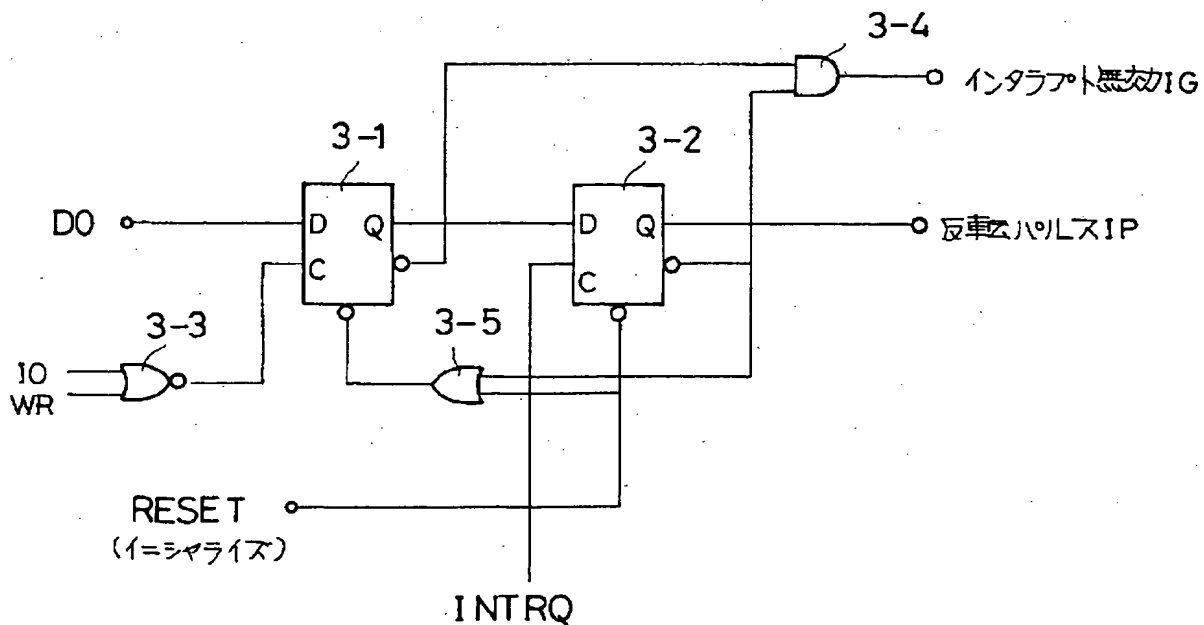 3-4
インタラプト無効IG
3-1
3-2
D0
D
Q
C
D
Q
C
反転パルスIP
3-3
3-5
IO
WR
RESET
(イニシャライズ)
INTRQ